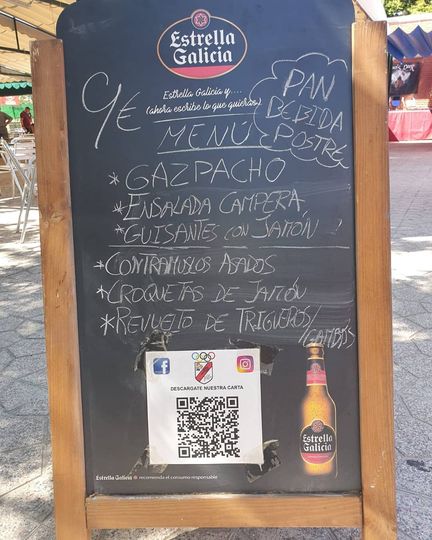 Estrella
Galicia
Estrella Galicia y....
(ahora escribe lo que quieras).
9€
MENÚ
PAN
BEBIDA
POSTRE
*GAZPACHO
*ENSALADA CAMPERA
*GUISANTES CON JAMÓN
*CONTRAMUSLOS ASADOS
*CROQUETAS DE JAMÓN
*REVUELTO DE TRIGUEROS/
GAMBAS
DESCARGATE NUESTRA CARTA
Estrella
Galicia
Estrella Galicia recomienda el consumo responsable